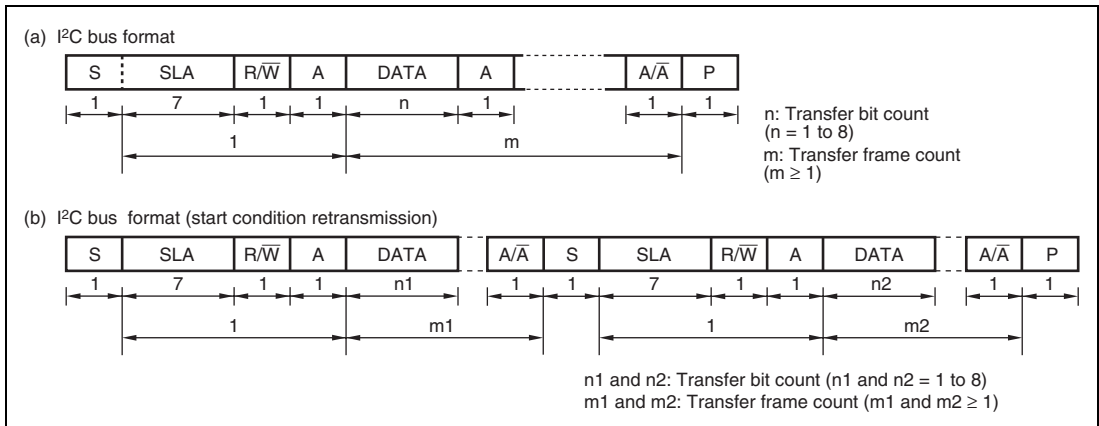 (a) I²C bus format
S SLA R/W̅ A DATA A A/A̅ P
1 7 1 1 n 1 1 1
1 m
n: Transfer bit count
(n = 1 to 8)
m: Transfer frame count
(m ≥ 1)
(b) I²C bus format (start condition retransmission)
S SLA R/W̅ A DATA A/A̅ S SLA R/W̅ A DATA A/A̅ P
1 7 1 1 n1 1 1 7 1 1 n2 1 1
1 m1 1 m2
n1 and n2: Transfer bit count (n1 and n2 = 1 to 8)
m1 and m2: Transfer frame count (m1 and m2 ≥ 1)